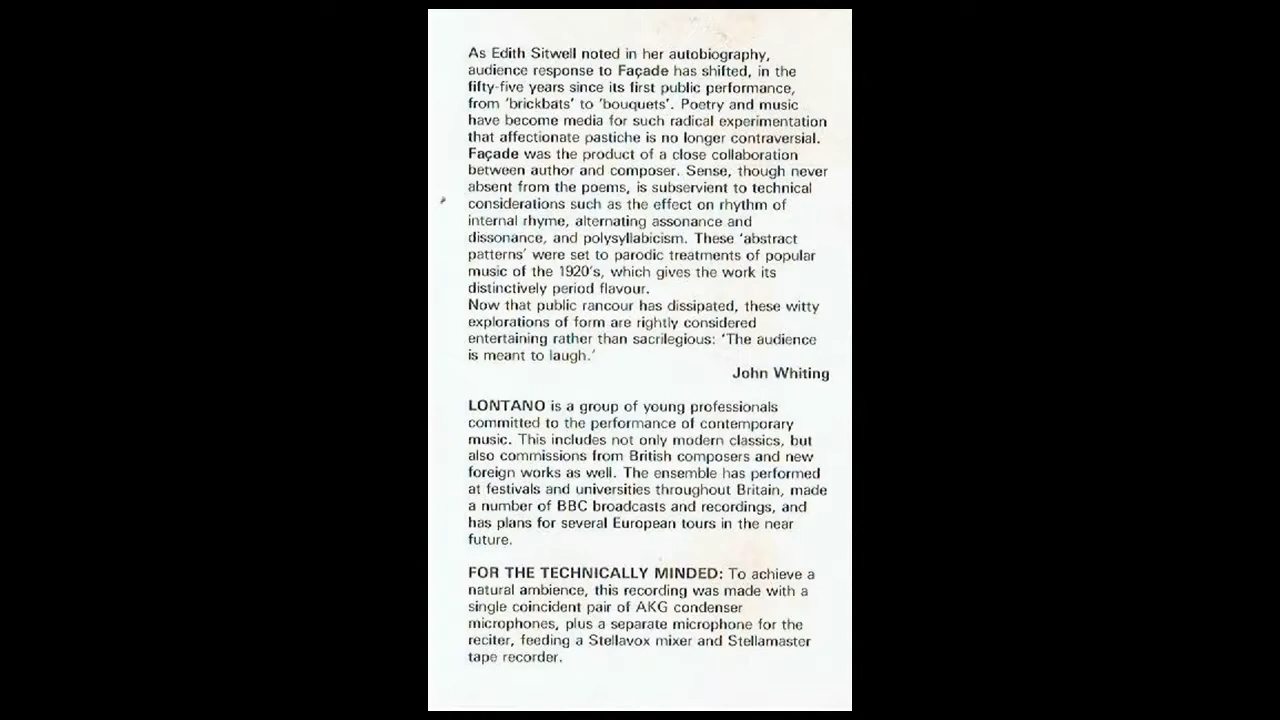 As Edith Sitwell noted in her autobiography,
audience response to Façade has shifted, in the
fifty-five years since its first public performance,
from 'brickbats' to 'bouquets'. Poetry and music
have become media for such radical experimentation
that affectionate pastiche is no longer contraversial.
Façade was the product of a close collaboration
between author and composer. Sense, though never
absent from the poems, is subservient to technical
considerations such as the effect on rhythm of
internal rhyme, alternating assonance and
dissonance, and polysyllabicism. These 'abstract
patterns' were set to parodic treatments of popular
music of the 1920's, which gives the work its
distinctively period flavour.
Now that public rancour has dissipated, these witty
explorations of form are rightly considered
entertaining rather than sacrilegious: 'The audience
is meant to laugh.'
John Whiting
LONTANO is a group of young professionals
committed to the performance of contemporary
music. This includes not only modern classics, but
also commissions from British composers and new
foreign works as well. The ensemble has performed
at festivals and universities throughout Britain, made
a number of BBC broadcasts and recordings, and
has plans for several European tours in the near
future.
FOR THE TECHNICALLY MINDED: To achieve a
natural ambience, this recording was made with a
single coincident pair of AKG condenser
microphones, plus a separate microphone for the
reciter, feeding a Stellavox mixer and Stellamaster
tape recorder.